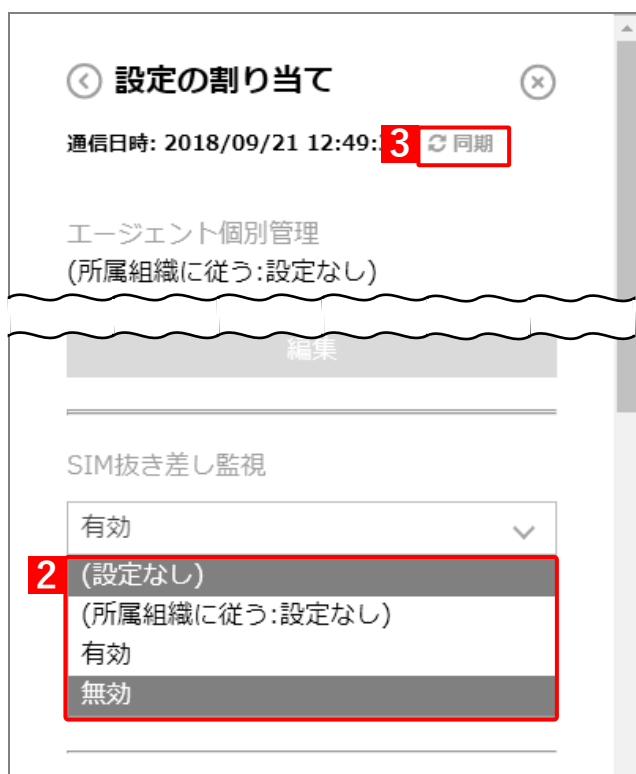 設定の割り当て
通信日時: 2018/09/21 12:49: 3 同期
エージェント個別管理
(所属組織に従う:設定なし)
編集
SIM抜き差し監視
有効
2 (設定なし)
(所属組織に従う:設定なし)
有効
無効